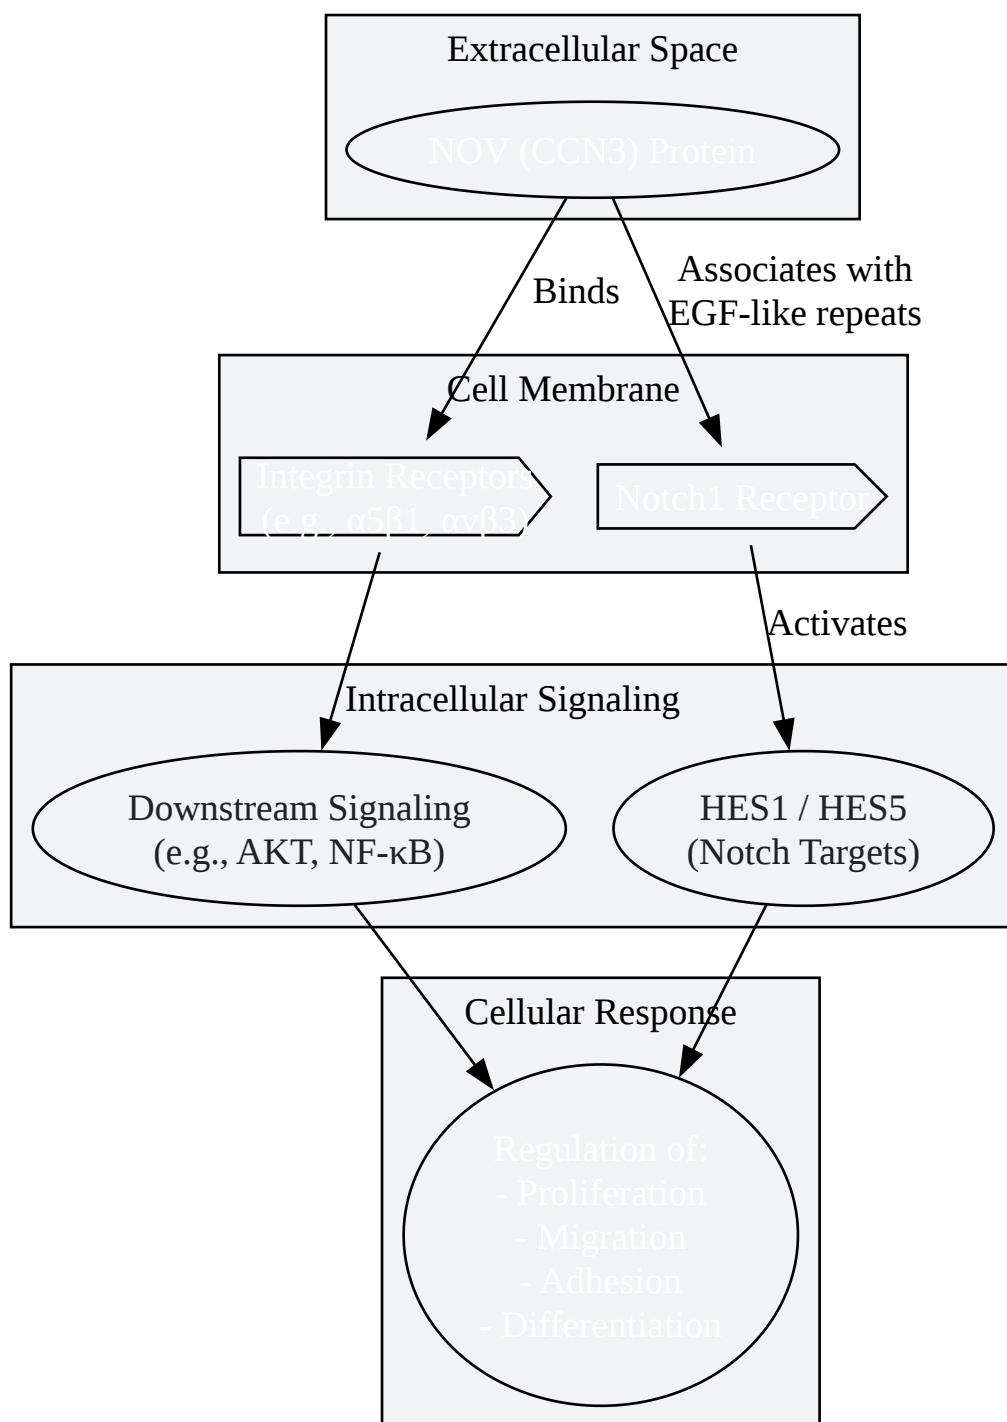 Extracellular Space
NOV (CCN3) Protein
Binds
Associates with
EGF-like repeats
Cell Membrane
Integrin Receptors
(e.g., α5β1, αvβ3)
Notch1 Receptor
Activates
Intracellular Signaling
Downstream Signaling
(e.g., AKT, NF-κB)
HES1 / HES5
(Notch Targets)
Cellular Response
Regulation of:
- Proliferation
- Migration
- Adhesion
- Differentiation